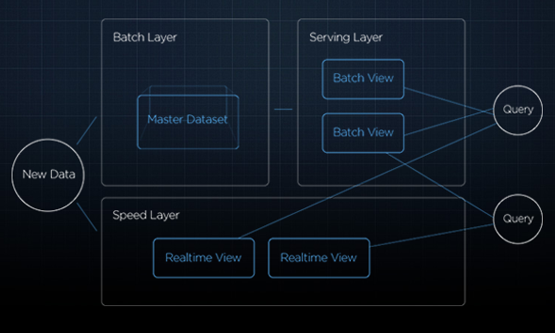 Batch Layer
Serving Layer
Batch View
Master Dataset
Batch View
Query
New Data
Speed Layer
Query
Realtime View
Realtime View